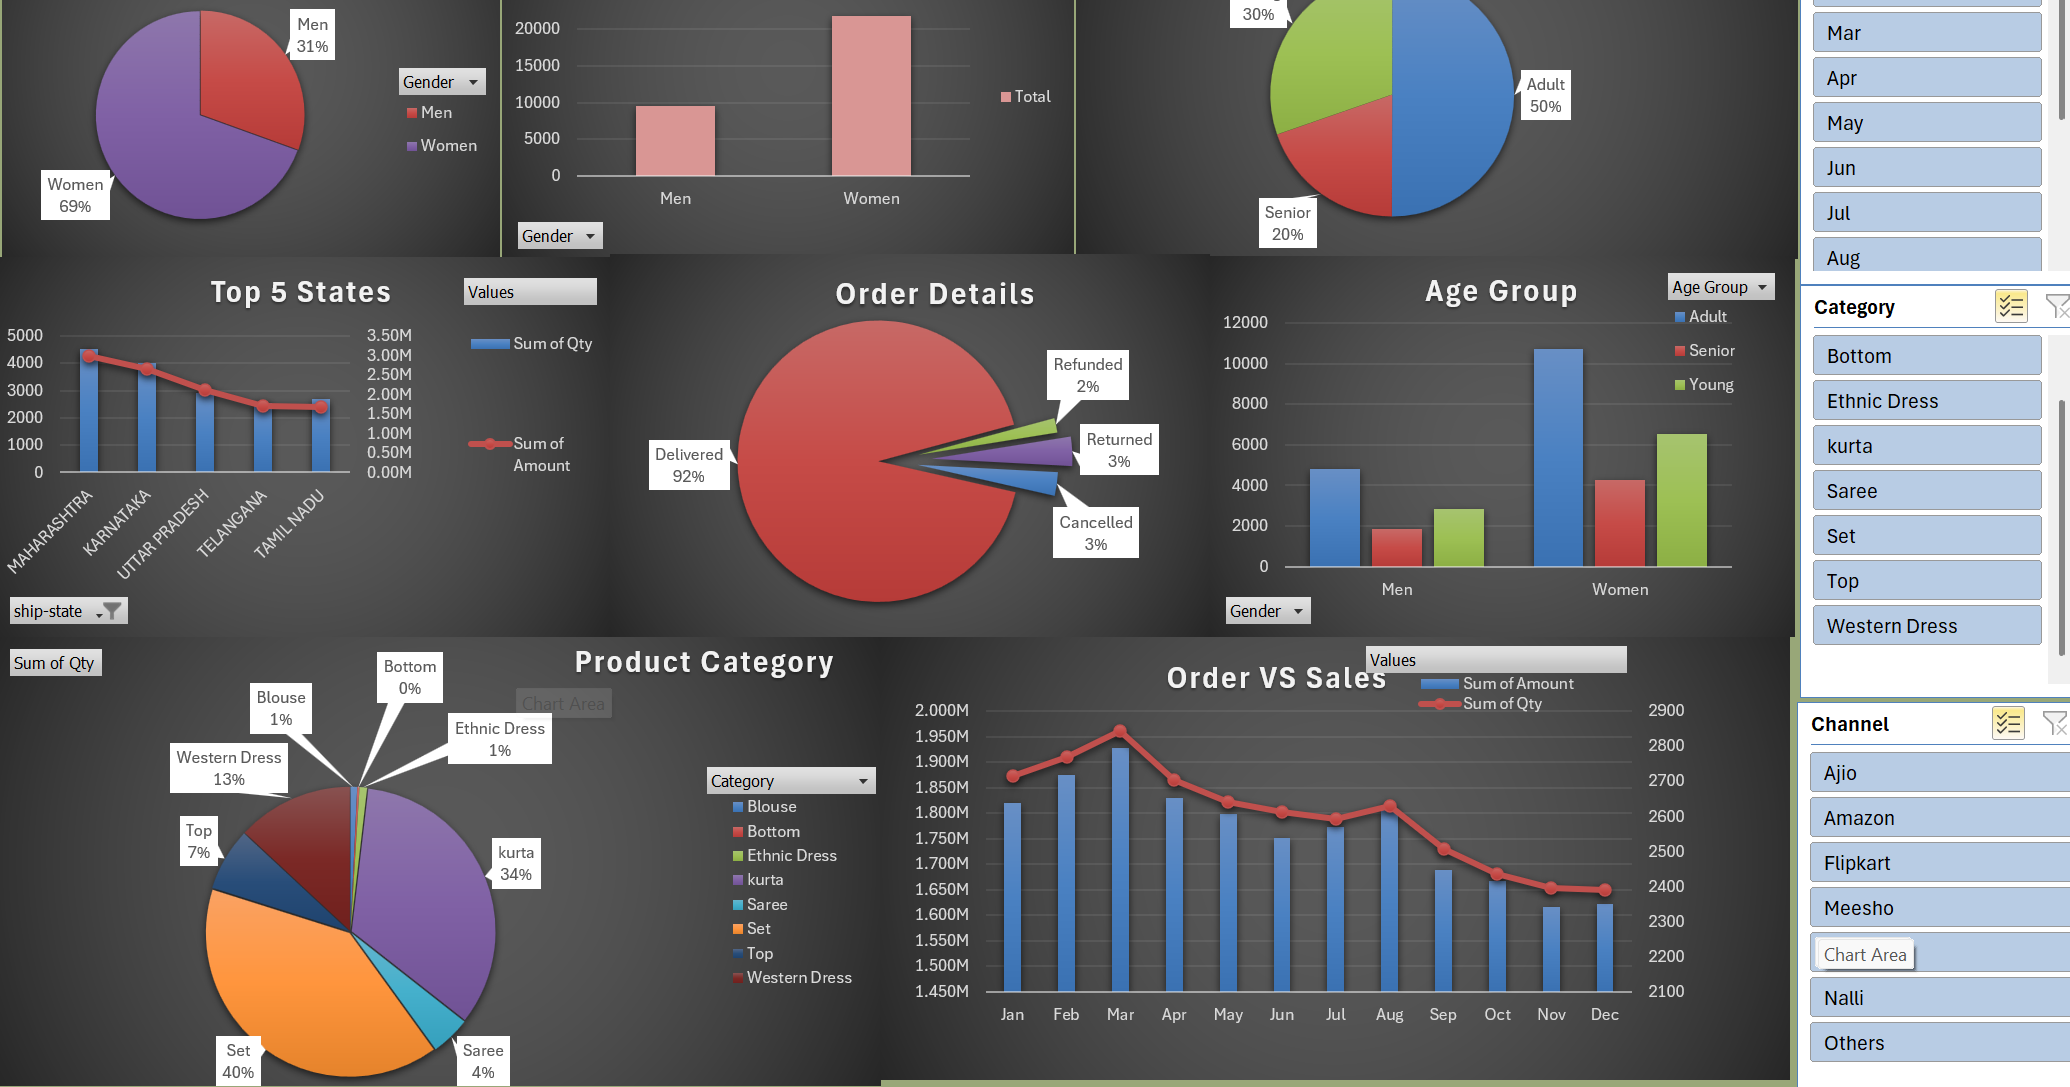 Men
31%
Gender
Men
Women
Women
69%
20000
15000
10000
5000
0
Men
Women
Total
Gender
30%
Adult
50%
Senior
20%
Mar
Apr
May
Jun
Jul
Aug
Top 5 States
Values
5000
4000
3000
2000
1000
0
3.50M
3.00M
2.50M
2.00M
1.50M
1.00M
0.50M
0.00M
Sum of Qty
Sum of
Amount
MAHARASHTRA
KARNATAKA
UTTAR PRADESH
TELANGANA
TAMIL NADU
ship-state
Order Details
Refunded
2%
Returned
3%
Delivered
92%
Cancelled
3%
Age Group
Age Group
Adult
Senior
Young
12000
10000
8000
6000
4000
2000
0
Men
Women
Gender
Category
Bottom
Ethnic Dress
kurta
Saree
Set
Top
Western Dress
Sum of Qty
Product Category
Chart Area
Bottom
0%
Blouse
1%
Ethnic Dress
1%
Western Dress
13%
Top
7%
kurta
34%
Set
40%
Saree
4%
Category
Blouse
Bottom
Ethnic Dress
kurta
Saree
Set
Top
Western Dress
Order VS Sales
Values
Sum of Amount
Sum of Qty
2.000M
1.950M
1.900M
1.850M
1.800M
1.750M
1.700M
1.650M
1.600M
1.550M
1.500M
1.450M
2900
2800
2700
2600
2500
2400
2300
2200
2100
Jan
Feb
Mar
Apr
May
Jun
Jul
Aug
Sep
Oct
Nov
Dec
Channel
Ajio
Amazon
Flipkart
Meesho
Chart Area
Nalli
Others